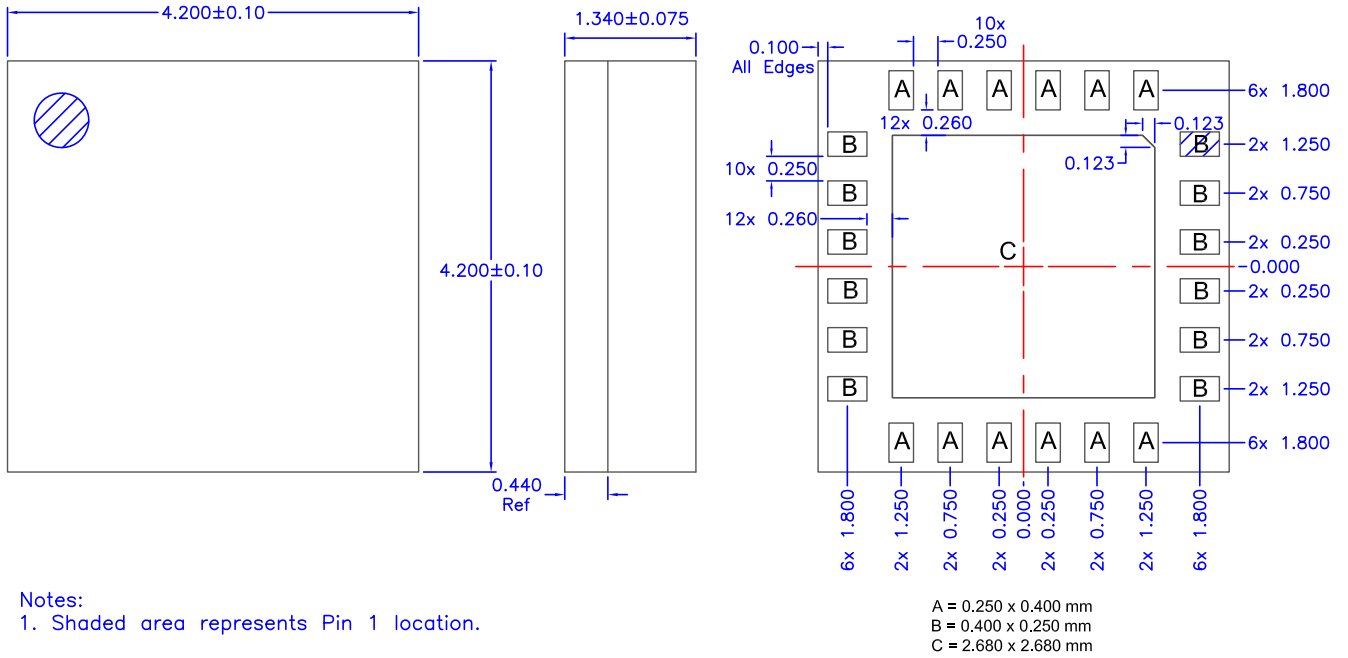 4.200±0.10
1.340±0.075
4.200±0.10
0.440
Ref
10x
0.250
0.100
All Edges
A A A A A A
6x 1.800
12x 0.260
0.123
0.123
B B
2x 1.250
10x 0.250
B B
2x 0.750
12x 0.260
B B
2x 0.250
C
0.000
B B
2x 0.250
B B
2x 0.750
B B
2x 1.250
A A A A A A
6x 1.800
6x 1.800
2x 1.250
2x 0.750
2x 0.250
0.000
2x 0.250
2x 0.750
2x 1.250
6x 1.800
Notes:
1. Shaded area represents Pin 1 location.
A = 0.250 x 0.400 mm
B = 0.400 x 0.250 mm
C = 2.680 x 2.680 mm